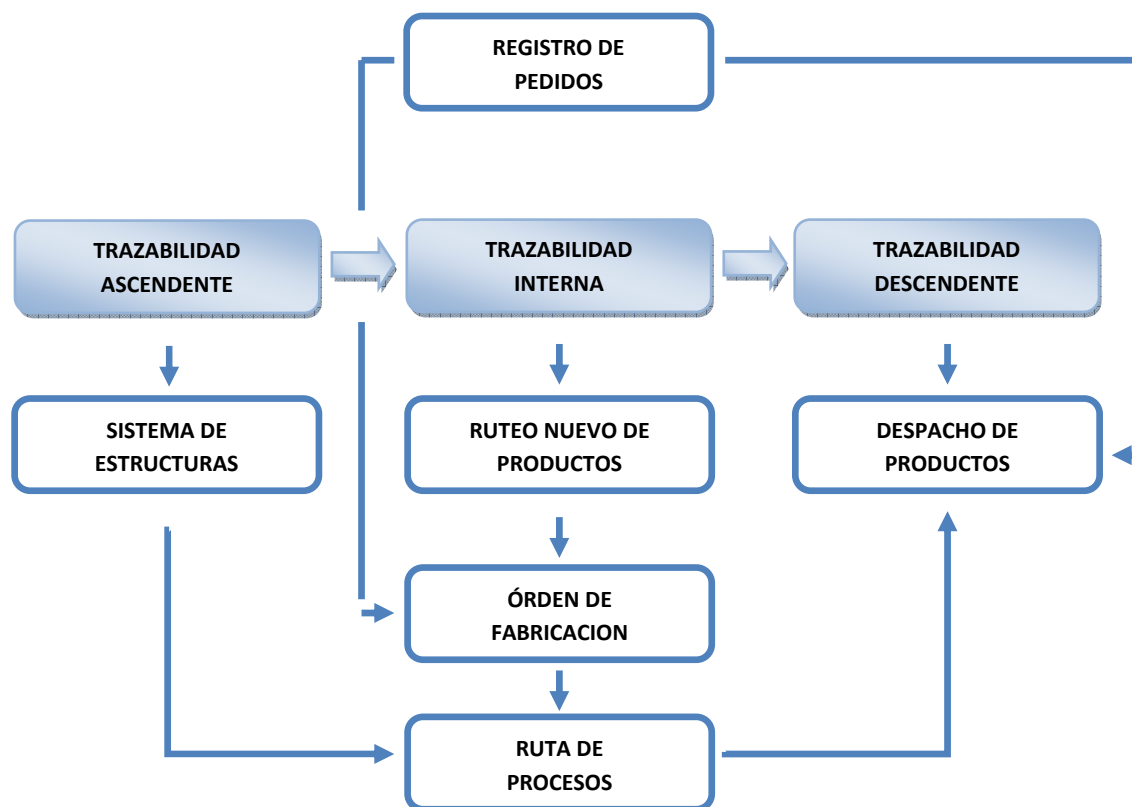 REGISTRO DE
PEDIDOS
TRAZABILIDAD
ASCENDENTE
TRAZABILIDAD
INTERNA
TRAZABILIDAD
DESCENDENTE
SISTEMA DE
ESTRUCTURAS
RUTEO NUEVO DE
PRODUCTOS
DESPACHO DE
PRODUCTOS
ÓRDEN DE
FABRICACION
RUTA DE
PROCESOS